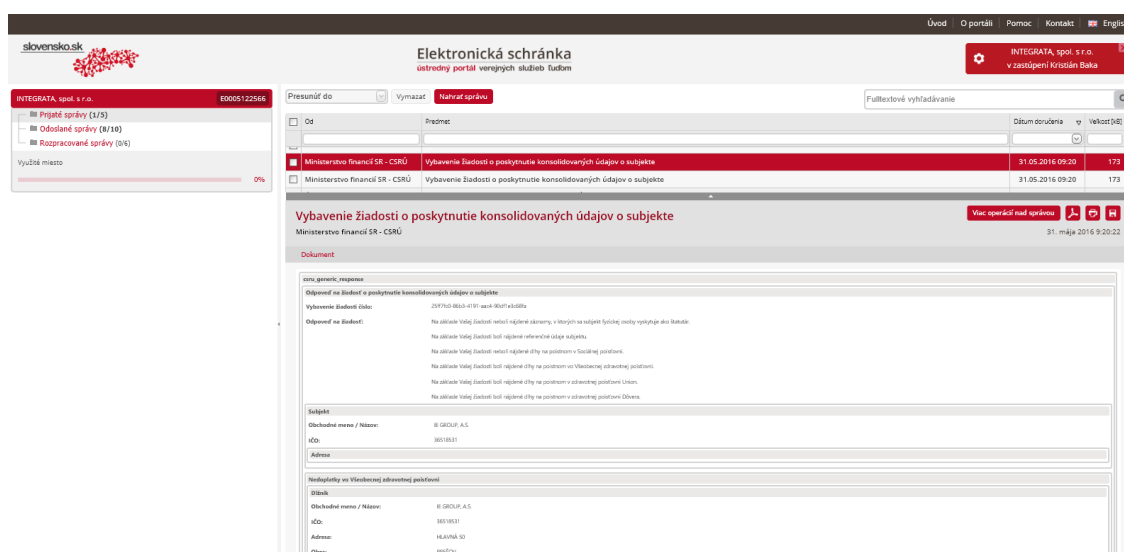 Úvod O portáli Pomoc Kontakt Englis
slovensko.sk
Elektronická schránka
ústredný portál verejných služieb ľuďom
INTEGRATA, spol. s r.o.
v zastúpení Kristián Baka
INTEGRATA, spol. s r.o. E0005122566
Prijaté správy (1/5)
Odoslané správy (8/10)
Rozpracované správy (0/6)
Využité miesto
0%
Presunúť do Vymazať Nahrať správu Fulltextové vyhľadávanie
Od Predmet Dátum doručenia Veľkosť [kB]
Ministerstvo financií SR - CSRÚ Vybavenie žiadosti o poskytnutie konsolidovaných údajov o subjekte 31.05.2016 09:20 173
Ministerstvo financií SR - CSRÚ Vybavenie žiadosti o poskytnutie konsolidovaných údajov o subjekte 31.05.2016 09:20 173
Vybavenie žiadosti o poskytnutie konsolidovaných údajov o subjekte
Viac operácií nad správou
Ministerstvo financií SR - CSRÚ 31. mája 2016 9:20:22
Dokument
csru_generic_response
Odpoveď na žiadosť o poskytnutie konsolidovaných údajov o subjekte
Vybavenie žiadosti číslo:
Odpoveď na žiadosť: Na základe Vašej žiadosti neboli nájdené záznamy, v ktorých sa subjekt fyzickej osoby vyskytuje ako štatutár.
Na základe Vašej žiadosti boli nájdené referenčné údaje subjektu.
Na základe Vašej žiadosti neboli nájdené dlhy na poistnom v Sociálnej poisťovni.
Na základe Vašej žiadosti boli nájdené dlhy na poistnom vo Všeobecnej zdravotnej poisťovni.
Na základe Vašej žiadosti boli nájdené dlhy na poistnom v zdravotnej poisťovni Union.
Na základe Vašej žiadosti boli nájdené dlhy na poistnom v zdravotnej poisťovni Dôvera.
Subjekt
Obchodné meno / Názov: IE GROUP, A.S.
IČO: 36518531
Adresa
Nedoplatky vo Všeobecnej zdravotnej poisťovni
Dlžník
Obchodné meno / Názov: IE GROUP, A.S.
IČO: 36518531
Adresa: HLAVNÁ 50
Obec: PREŠOV